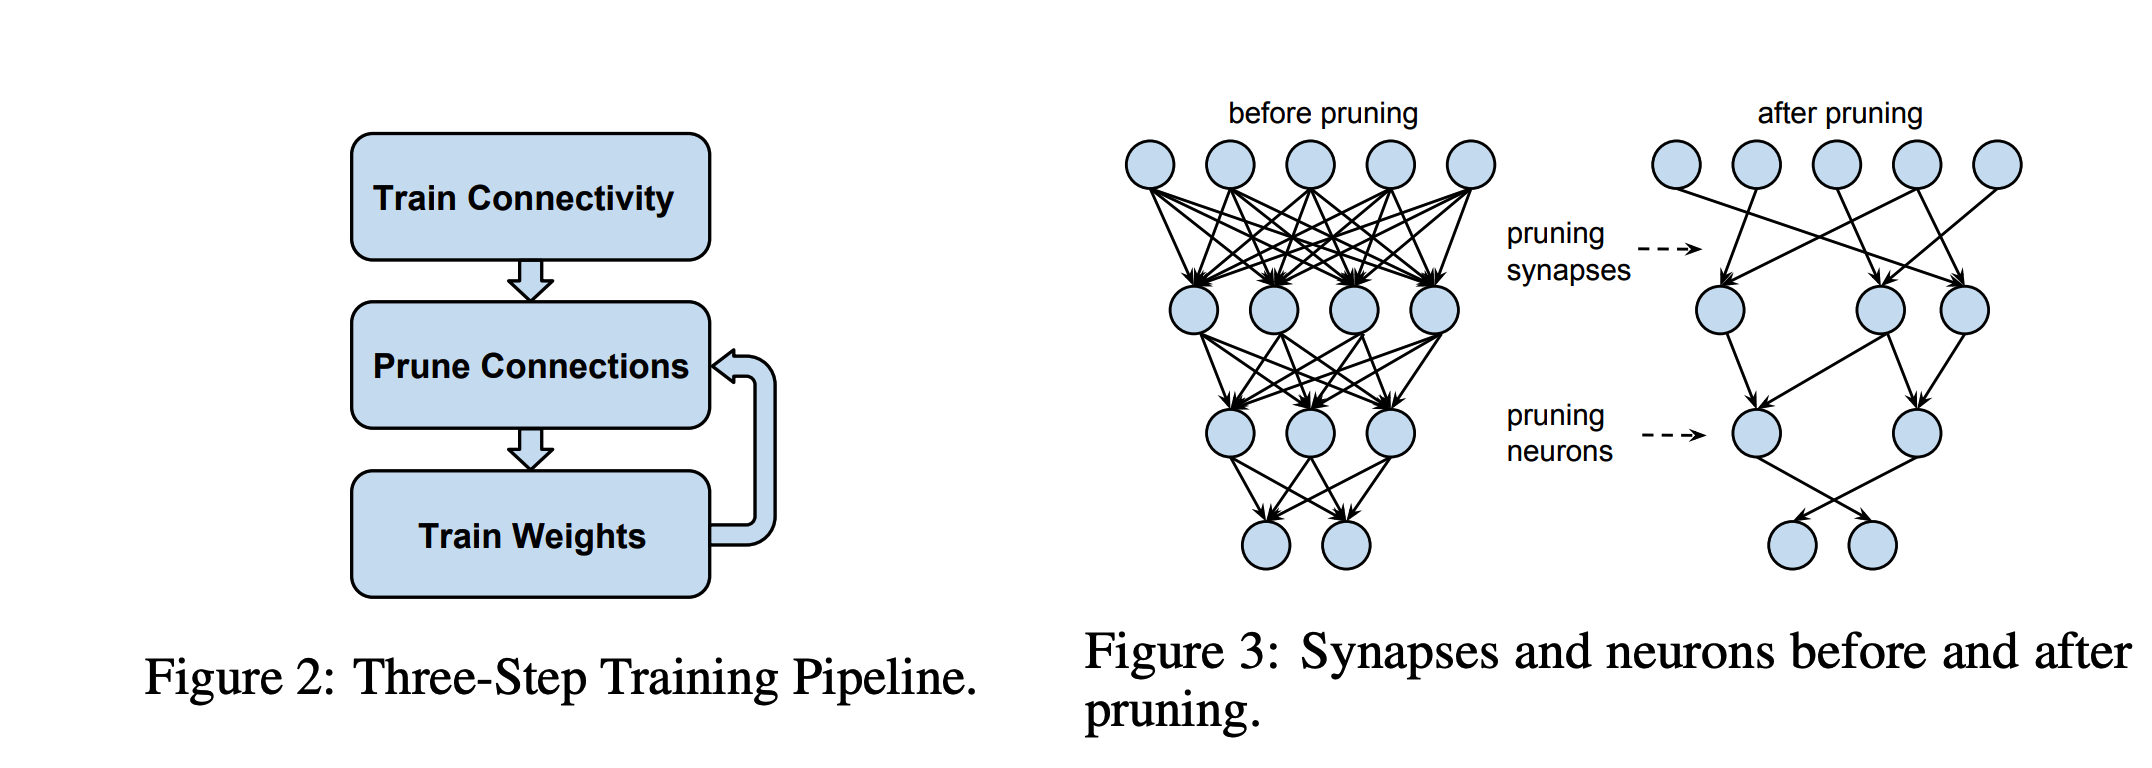 Train Connectivity
Prune Connections
Train Weights
Figure 2: Three-Step Training Pipeline.
before pruning
after pruning
pruning
synapses
pruning
neurons
Figure 3: Synapses and neurons before and after
pruning.